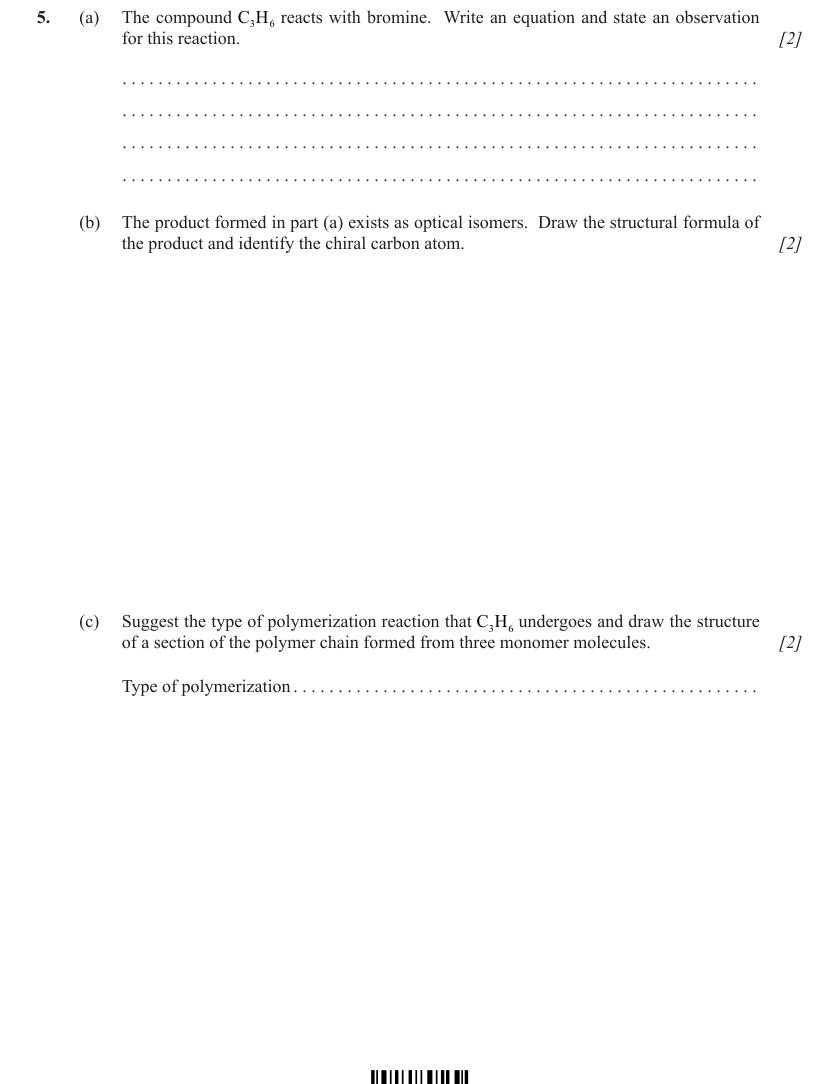 5. (a) The compound C₃H₆ reacts with bromine. Write an equation and state an observation
for this reaction. [2]
. . . . . . . . . . . . . . . . . . . . . . . . . . . . . . . . . . . . . . . . . . . . . . . . . . . . . . . . . . . . . . . . . . . . . . .
. . . . . . . . . . . . . . . . . . . . . . . . . . . . . . . . . . . . . . . . . . . . . . . . . . . . . . . . . . . . . . . . . . . . . . .
. . . . . . . . . . . . . . . . . . . . . . . . . . . . . . . . . . . . . . . . . . . . . . . . . . . . . . . . . . . . . . . . . . . . . . .
. . . . . . . . . . . . . . . . . . . . . . . . . . . . . . . . . . . . . . . . . . . . . . . . . . . . . . . . . . . . . . . . . . . . . . .
(b) The product formed in part (a) exists as optical isomers. Draw the structural formula of
the product and identify the chiral carbon atom. [2]
(c) Suggest the type of polymerization reaction that C₃H₆ undergoes and draw the structure
of a section of the polymer chain formed from three monomer molecules. [2]
Type of polymerization . . . . . . . . . . . . . . . . . . . . . . . . . . . . . . . . . . . . . . . . . . . . . . . . . . . .